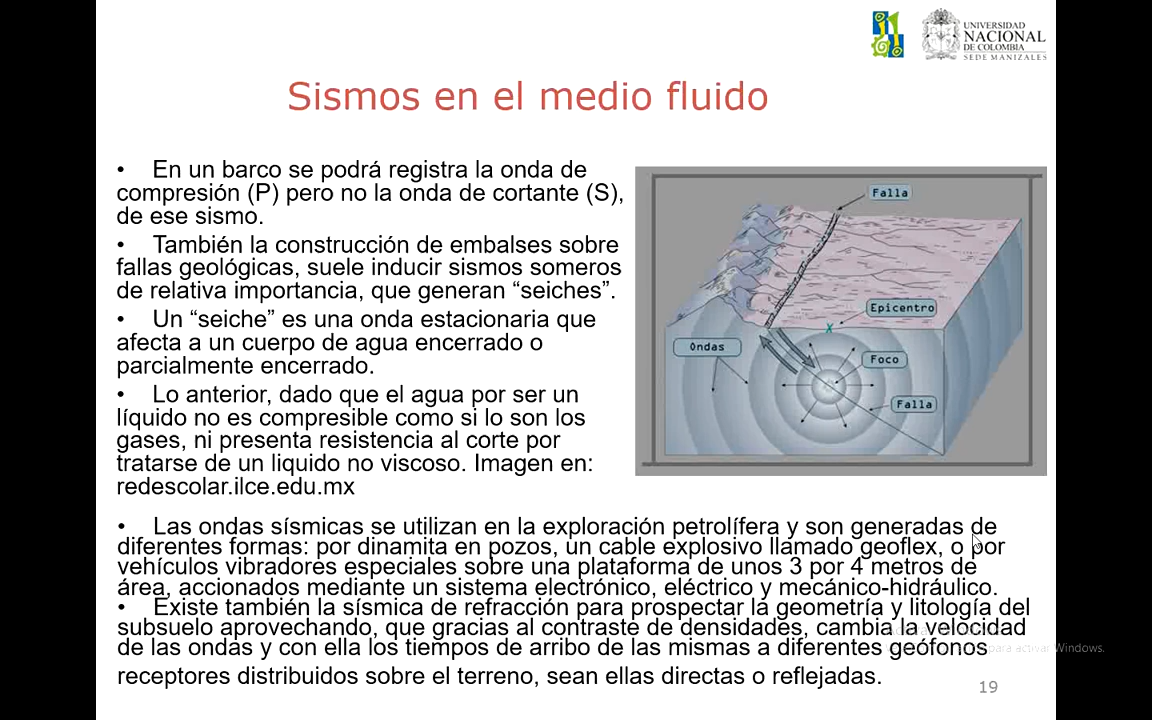 UNIVERSIDAD
NACIONAL
DE COLOMBIA
SEDE MANIZALES
Sismos en el medio fluido
• En un barco se podrá registra la onda de
compresión (P) pero no la onda de cortante (S),
de ese sismo.
• También la construcción de embalses sobre
fallas geológicas, suele inducir sismos someros
de relativa importancia, que generan “seiches”.
• Un “seiche” es una onda estacionaria que
afecta a un cuerpo de agua encerrado o
parcialmente encerrado.
• Lo anterior, dado que el agua por ser un
líquido no es compresible como si lo son los
gases, ni presenta resistencia al corte por
tratarse de un liquido no viscoso. Imagen en:
redescolar.ilce.edu.mx
Falla
Epicentro
X
Ondas
Foco
Falla
• Las ondas sísmicas se utilizan en la exploración petrolífera y son generadas de
diferentes formas: por dinamita en pozos, un cable explosivo llamado geoflex, o por
vehículos vibradores especiales sobre una plataforma de unos 3 por 4 metros de
área, accionados mediante un sistema electrónico, eléctrico y mecánico-hidráulico.
• Existe también la sísmica de refracción para prospectar la geometría y litología del
subsuelo aprovechando, que gracias al contraste de densidades, cambia la velocidad
de las ondas y con ella los tiempos de arribo de las mismas a diferentes geófonos
para activar Windows.
receptores distribuidos sobre el terreno, sean ellas directas o reflejadas.
19